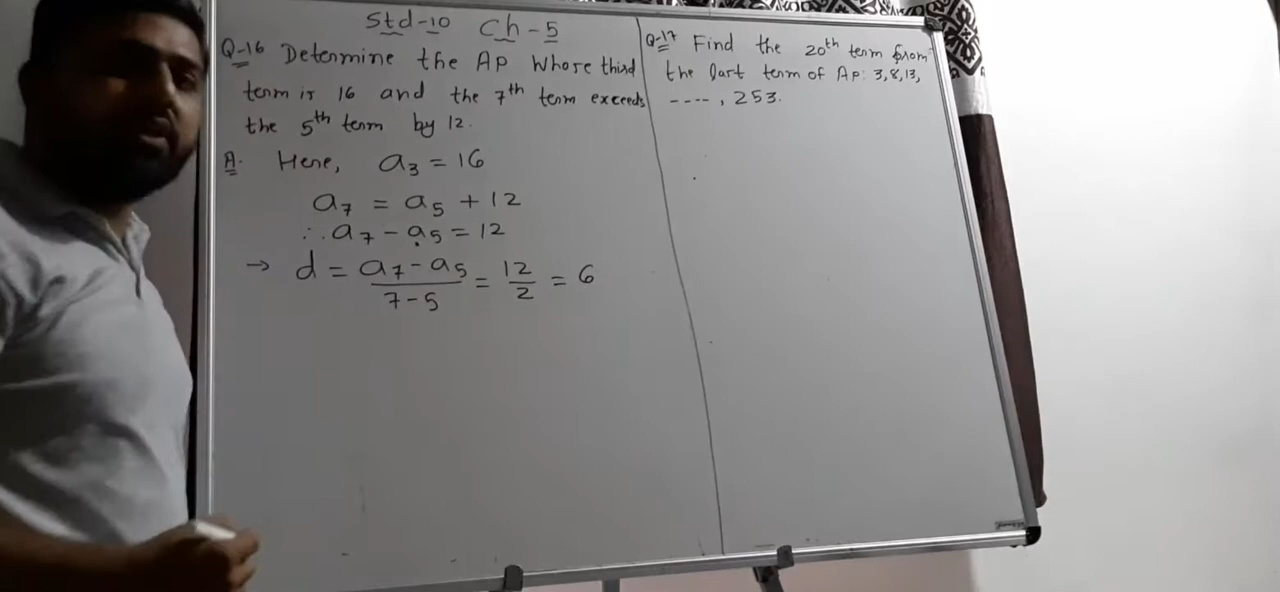 Std-10 Ch-5
Q-16 Determine the AP whose third
term is 16 and the 7th term exceeds
the 5th term by 12.
A. Here, a₃ = 16
a₇ = a₅ + 12
∴ a₇ - a₅ = 12
→ d = (a₇ - a₅)/(7-5) = 12/2 = 6
Q-17 Find the 20th term from
the last term of AP: 3,8,13,
----, 253.